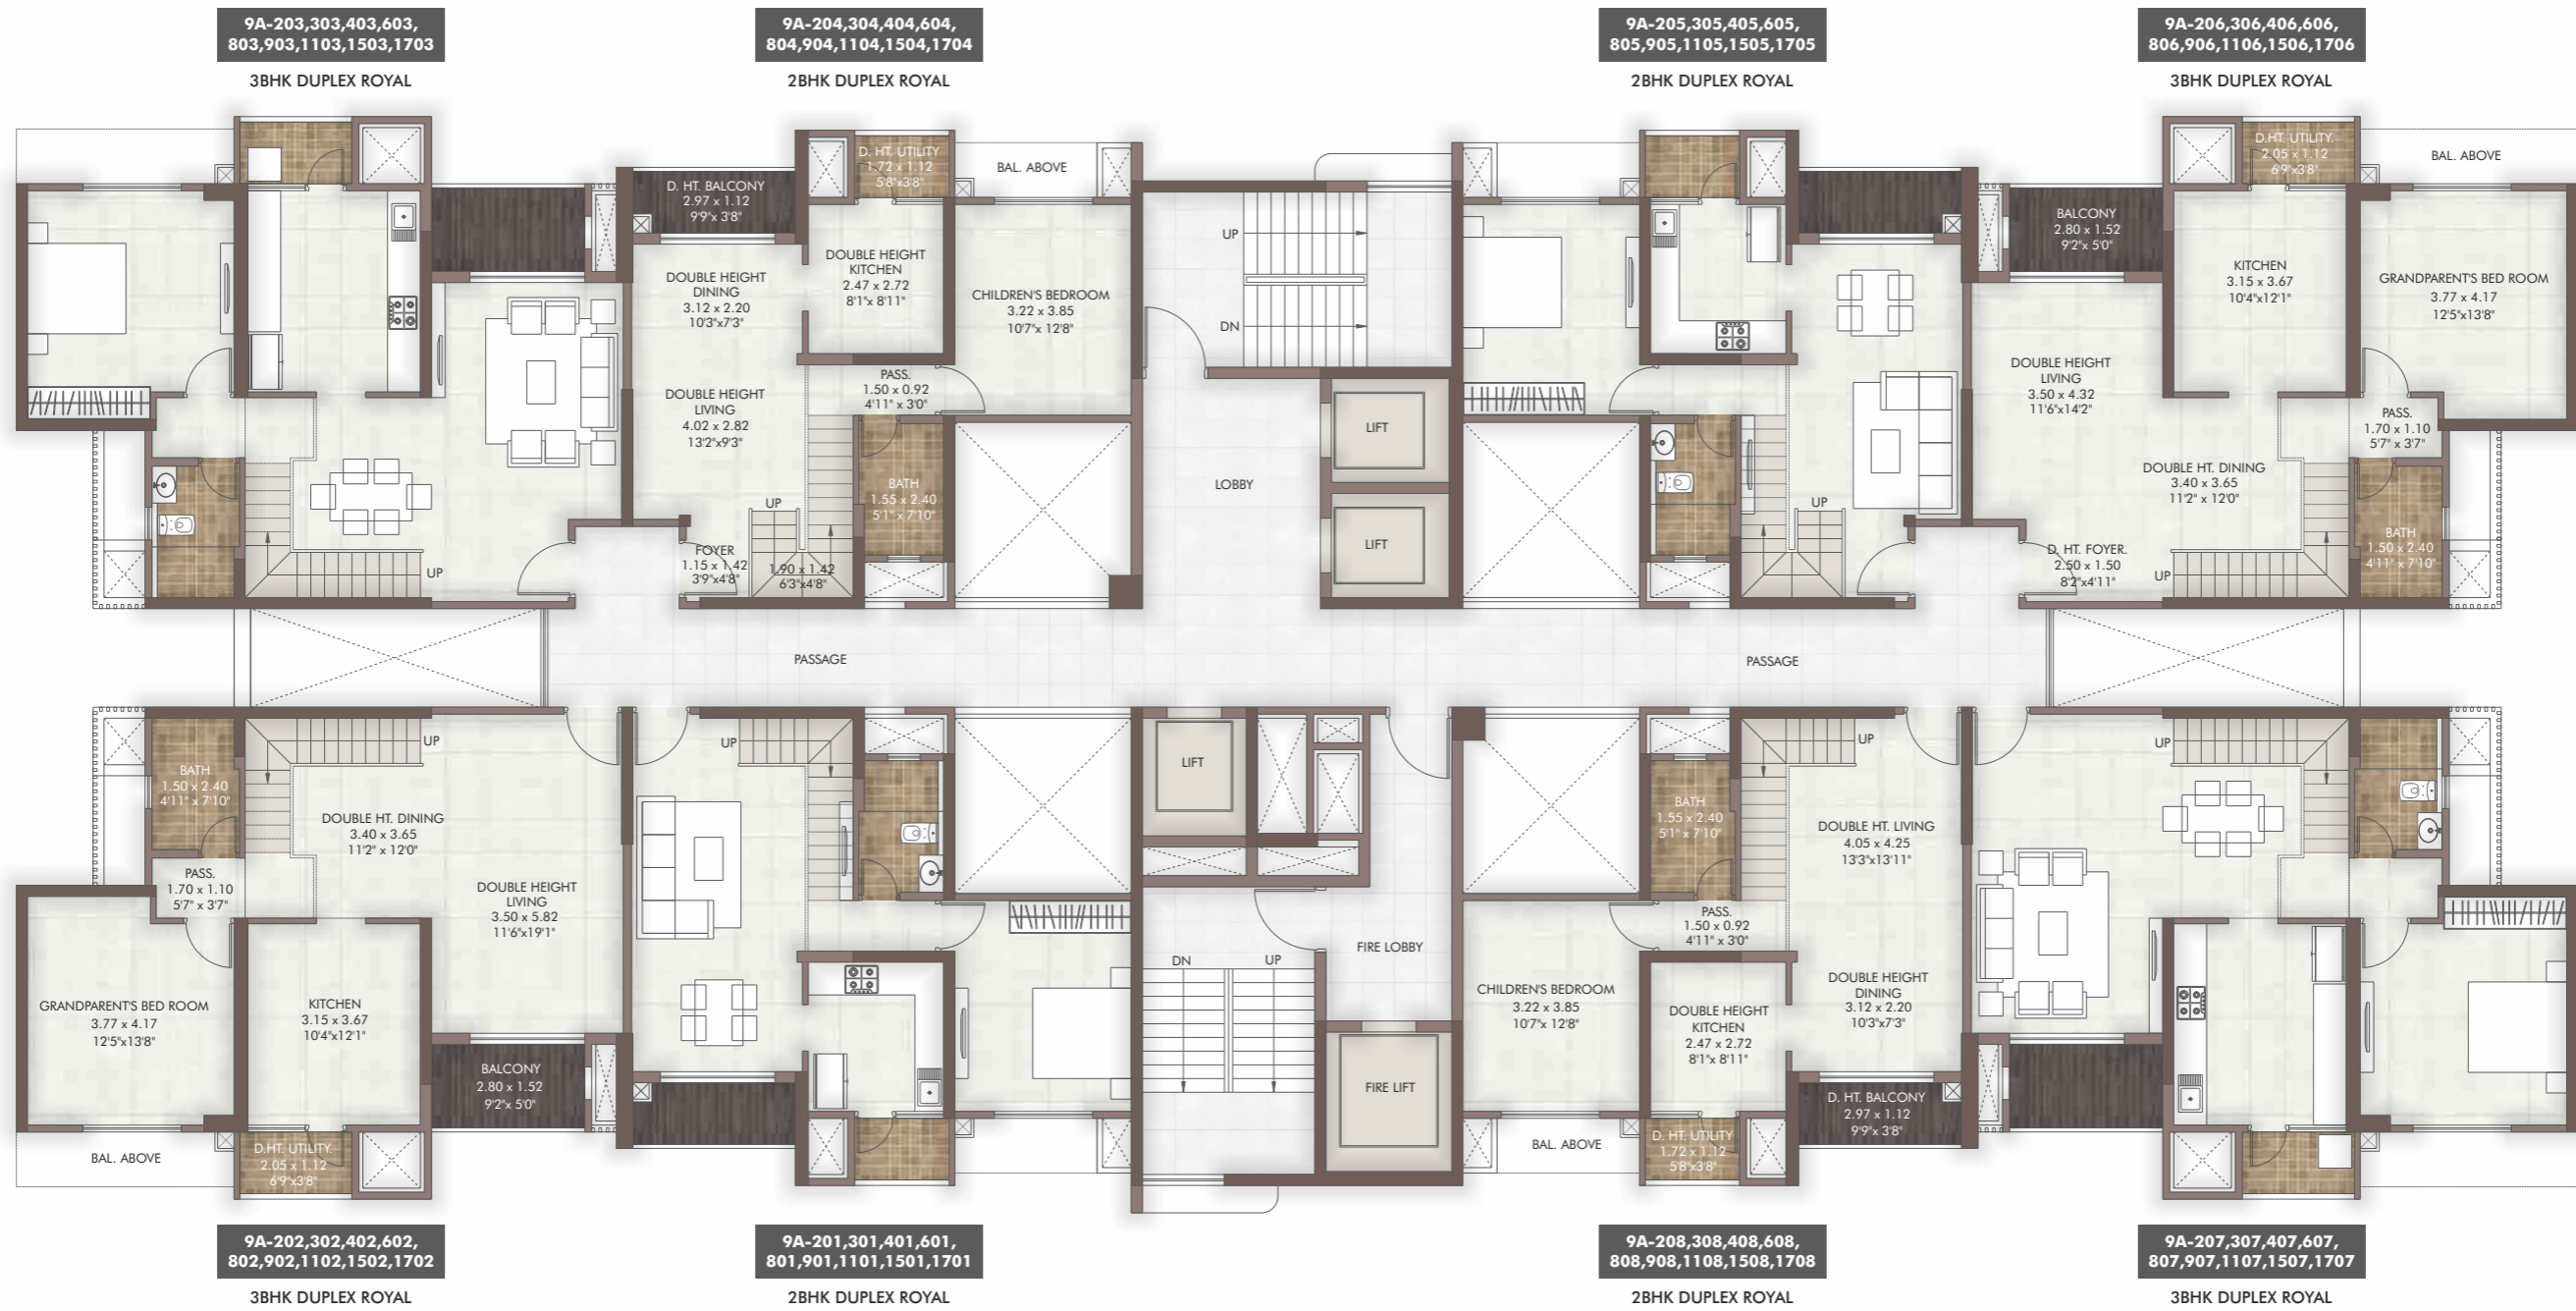 9A-203,303,403,603,
803,903,1103,1503,1703
3BHK DUPLEX ROYAL
9A-204,304,404,604,
804,904,1104,1504,1704
2BHK DUPLEX ROYAL
9A-205,305,405,605,
805,905,1105,1505,1705
2BHK DUPLEX ROYAL
9A-206,306,406,606,
806,906,1106,1506,1706
3BHK DUPLEX ROYAL
UP
D. HT. BALCONY
2.97 x 1.12
9'9"x 3'8"
D. HT. UTILITY
1.72 x 1.12
5'8"x3'8"
BAL. ABOVE
DOUBLE HEIGHT
DINING
3.12 x 2.20
10'3"x7'3"
DOUBLE HEIGHT
KITCHEN
2.47 x 2.72
8'1"x 8'11"
CHILDREN'S BEDROOM
3.22 x 3.85
10'7"x 12'8"
DOUBLE HEIGHT
LIVING
4.02 x 2.82
13'2"x9'3"
PASS.
1.50 x 0.92
4'11" x 3'0"
BATH
1.55 x 2.40
5'1" x 7'10"
UP
FOYER
1.15 x 1.42
3'9"x4'8"
1.90 x 1.42
6'3"x4'8"
UP
DN
LIFT
LOBBY
LIFT
UP
D.HT. UTILITY.
2.05 x 1.12
6'9"x3'8"
BAL. ABOVE
BALCONY
2.80 x 1.52
9'2"x 5'0"
KITCHEN
3.15 x 3.67
10'4"x12'1"
GRANDPARENT'S BED ROOM
3.77 x 4.17
12'5"x13'8"
DOUBLE HEIGHT
LIVING
3.50 x 4.32
11'6"x14'2"
PASS.
1.70 x 1.10
5'7" x 3'7"
DOUBLE HT. DINING
3.40 x 3.65
11'2" x 12'0"
BATH
1.50 x 2.40
4'11" x 7'10"
D. HT. FOYER.
2.50 x 1.50
8'2"x4'11"
UP
PASSAGE
PASSAGE
UP
BATH
1.50 x 2.40
4'11" x 7'10"
DOUBLE HT. DINING
3.40 x 3.65
11'2" x 12'0"
PASS.
1.70 x 1.10
5'7" x 3'7"
DOUBLE HEIGHT
LIVING
3.50 x 5.82
11'6"x19'1"
GRANDPARENT'S BED ROOM
3.77 x 4.17
12'5"x13'8"
KITCHEN
3.15 x 3.67
10'4"x12'1"
BALCONY
2.80 x 1.52
9'2"x 5'0"
BAL. ABOVE
D.HT. UTILITY.
2.05 x 1.12
6'9"x3'8"
UP
LIFT
DN
UP
FIRE LOBBY
FIRE LIFT
UP
BATH
1.55 x 2.40
5'1" x 7'10"
DOUBLE HT. LIVING
4.05 x 4.25
13'3"x13'11"
PASS.
1.50 x 0.92
4'11" x 3'0"
CHILDREN'S BEDROOM
3.22 x 3.85
10'7"x 12'8"
DOUBLE HEIGHT
KITCHEN
2.47 x 2.72
8'1"x 8'11"
DOUBLE HEIGHT
DINING
3.12 x 2.20
10'3"x7'3"
D. HT. BALCONY
2.97 x 1.12
9'9"x 3'8"
BAL. ABOVE
D. HT. UTILITY
1.72 x 1.12
5'8"x3'8"
UP
9A-202,302,402,602,
802,902,1102,1502,1702
3BHK DUPLEX ROYAL
9A-201,301,401,601,
801,901,1101,1501,1701
2BHK DUPLEX ROYAL
9A-208,308,408,608,
808,908,1108,1508,1708
2BHK DUPLEX ROYAL
9A-207,307,407,607,
807,907,1107,1507,1707
3BHK DUPLEX ROYAL